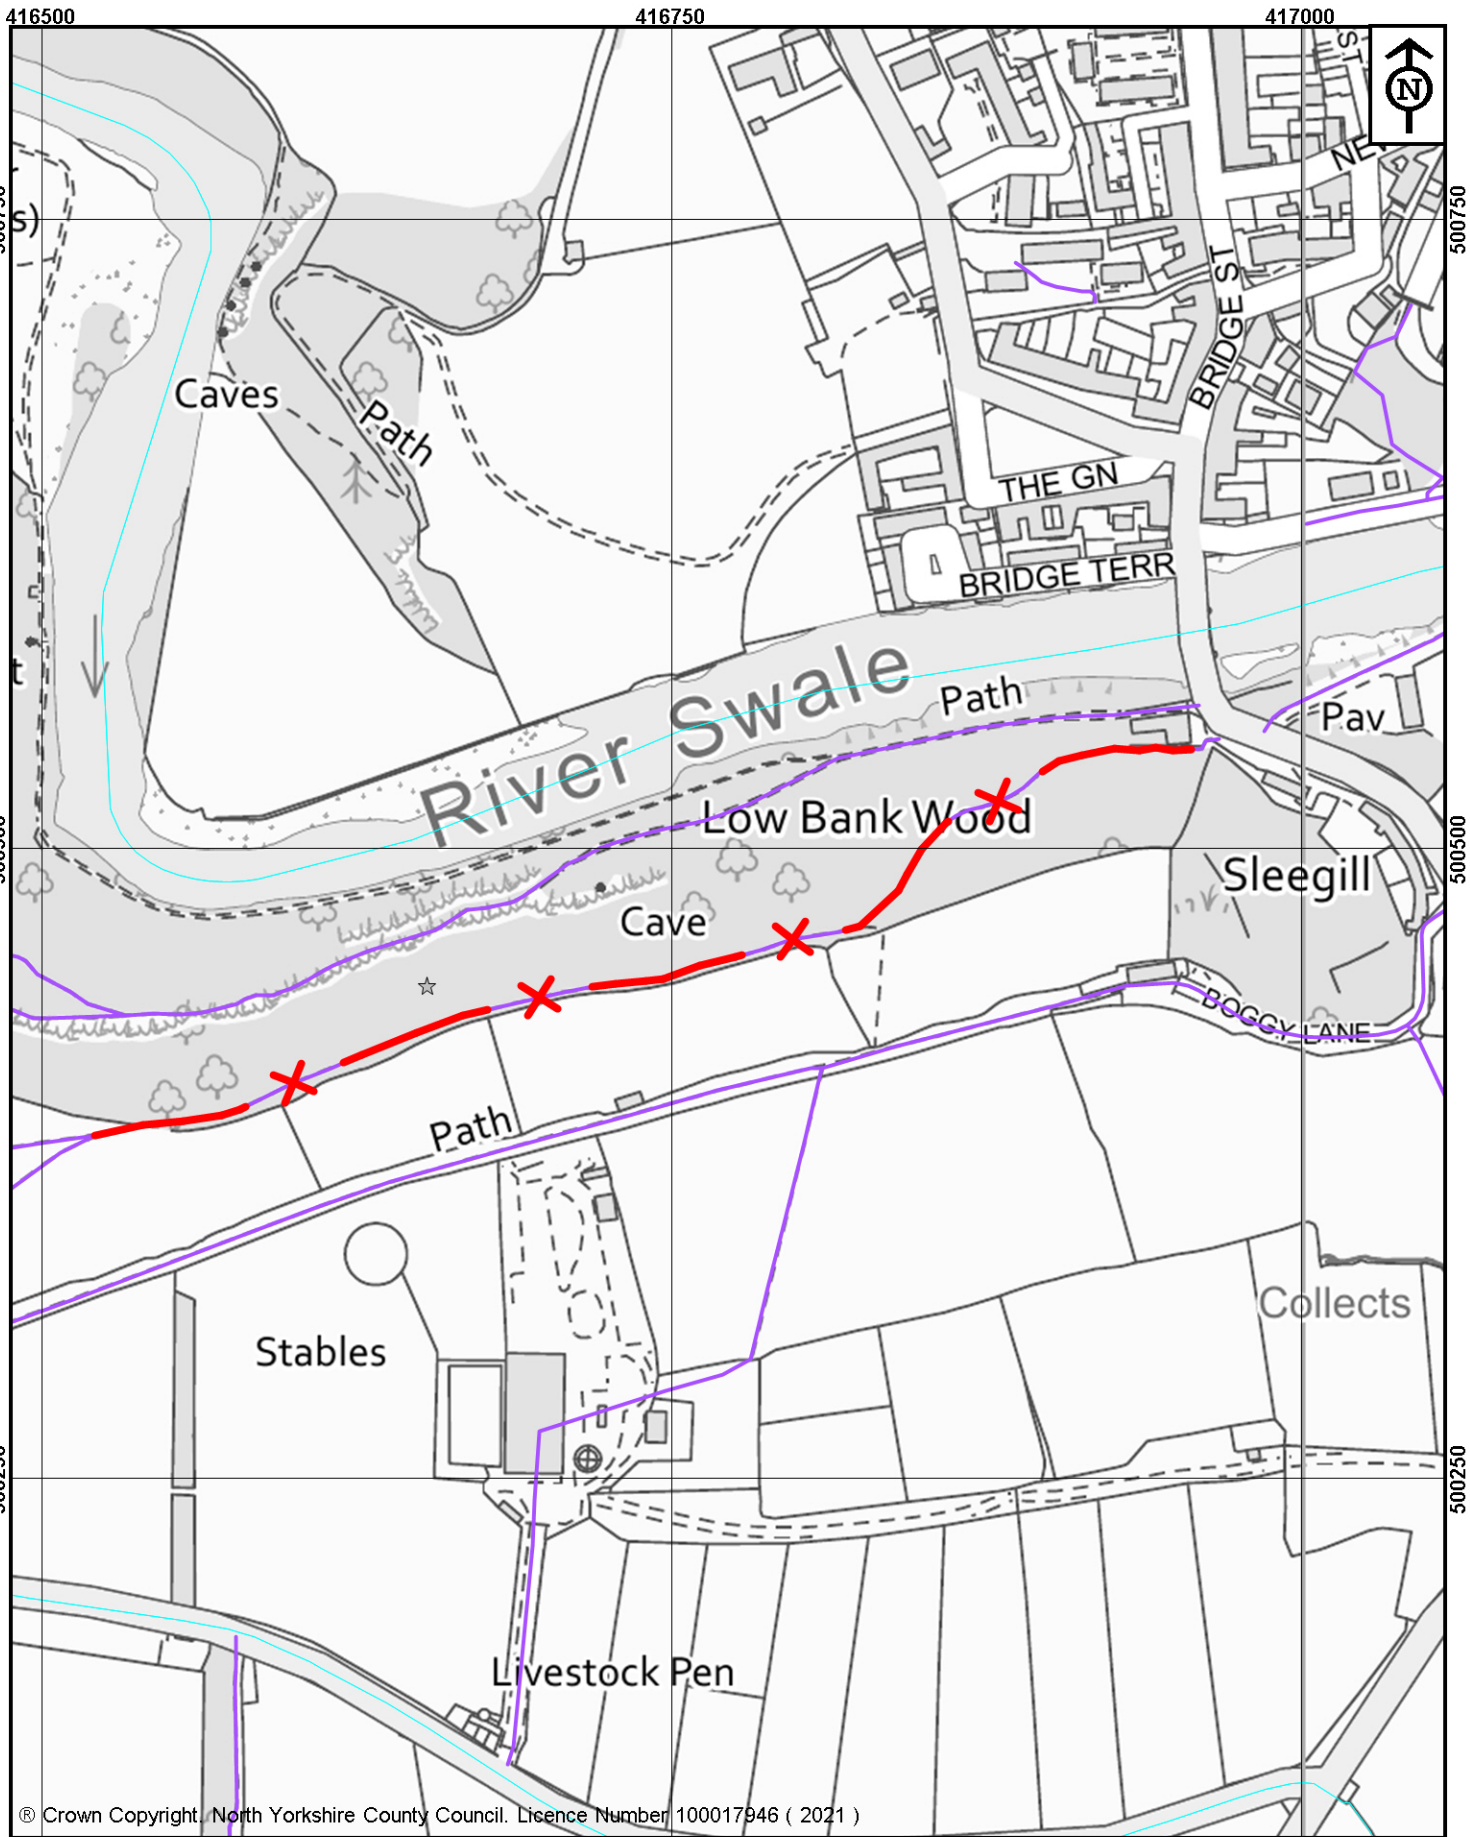 416500
416750
417000
N
NE
s)
500750
BRIDGE ST
Caves
Path
THE GN
BRIDGE TERR
River Swale
Path
t
Pav
Low Bank Wood
500500
Sleegill
Cave
BOGGY LANE
Path
Collects
Stables
500250
Livestock Pen
® Crown Copyright. North Yorkshire County Council. Licence Number 100017946 ( 2021 )